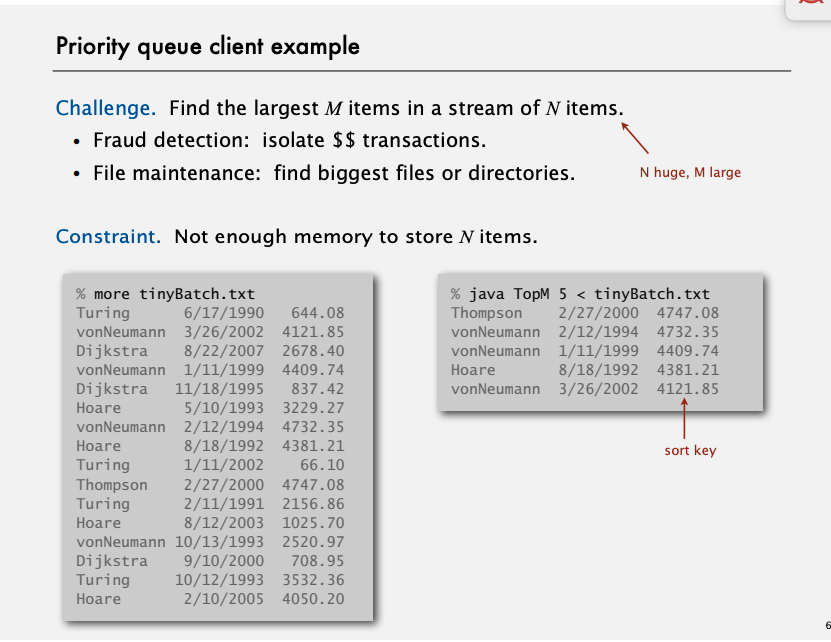 Priority queue client example
Challenge. Find the largest M items in a stream of N items.
• Fraud detection: isolate $$ transactions.
• File maintenance: find biggest files or directories.
N huge, M large
Constraint. Not enough memory to store N items.
% more tinyBatch.txt
Turing 6/17/1990 644.08
vonNeumann 3/26/2002 4121.85
Dijkstra 8/22/2007 2678.40
vonNeumann 1/11/1999 4409.74
Dijkstra 11/18/1995 837.42
Hoare 5/10/1993 3229.27
vonNeumann 2/12/1994 4732.35
Hoare 8/18/1992 4381.21
Turing 1/11/2002 66.10
Thompson 2/27/2000 4747.08
Turing 2/11/1991 2156.86
Hoare 8/12/2003 1025.70
vonNeumann 10/13/1993 2520.97
Dijkstra 9/10/2000 708.95
Turing 10/12/1993 3532.36
Hoare 2/10/2005 4050.20
% java TopM 5 < tinyBatch.txt
Thompson 2/27/2000 4747.08
vonNeumann 2/12/1994 4732.35
vonNeumann 1/11/1999 4409.74
Hoare 8/18/1992 4381.21
vonNeumann 3/26/2002 4121.85
sort key
6